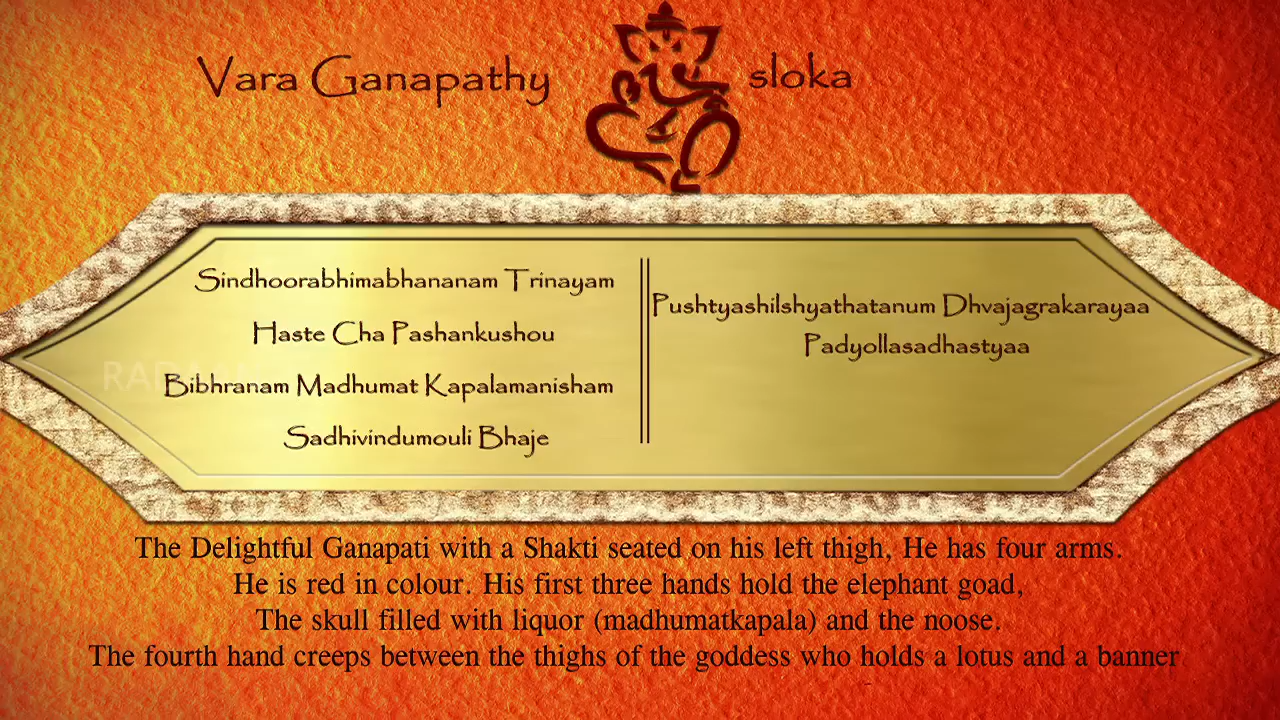 Vara Ganapathy sloka
Sindhoorabhimabhananam Trinayam
Haste Cha Pashankushou
Bibhranam Madhumat Kapalamanisham
Sadhivindumouli Bhaje
Pushtyashilshyathatanum Dhvajagrakarayaa
Padyollasadhastyaa
The Delightful Ganapati with a Shakti seated on his left thigh, He has four arms.
He is red in colour. His first three hands hold the elephant goad,
The skull filled with liquor (madhumatkapala) and the noose.
The fourth hand creeps between the thighs of the goddess who holds a lotus and a banner